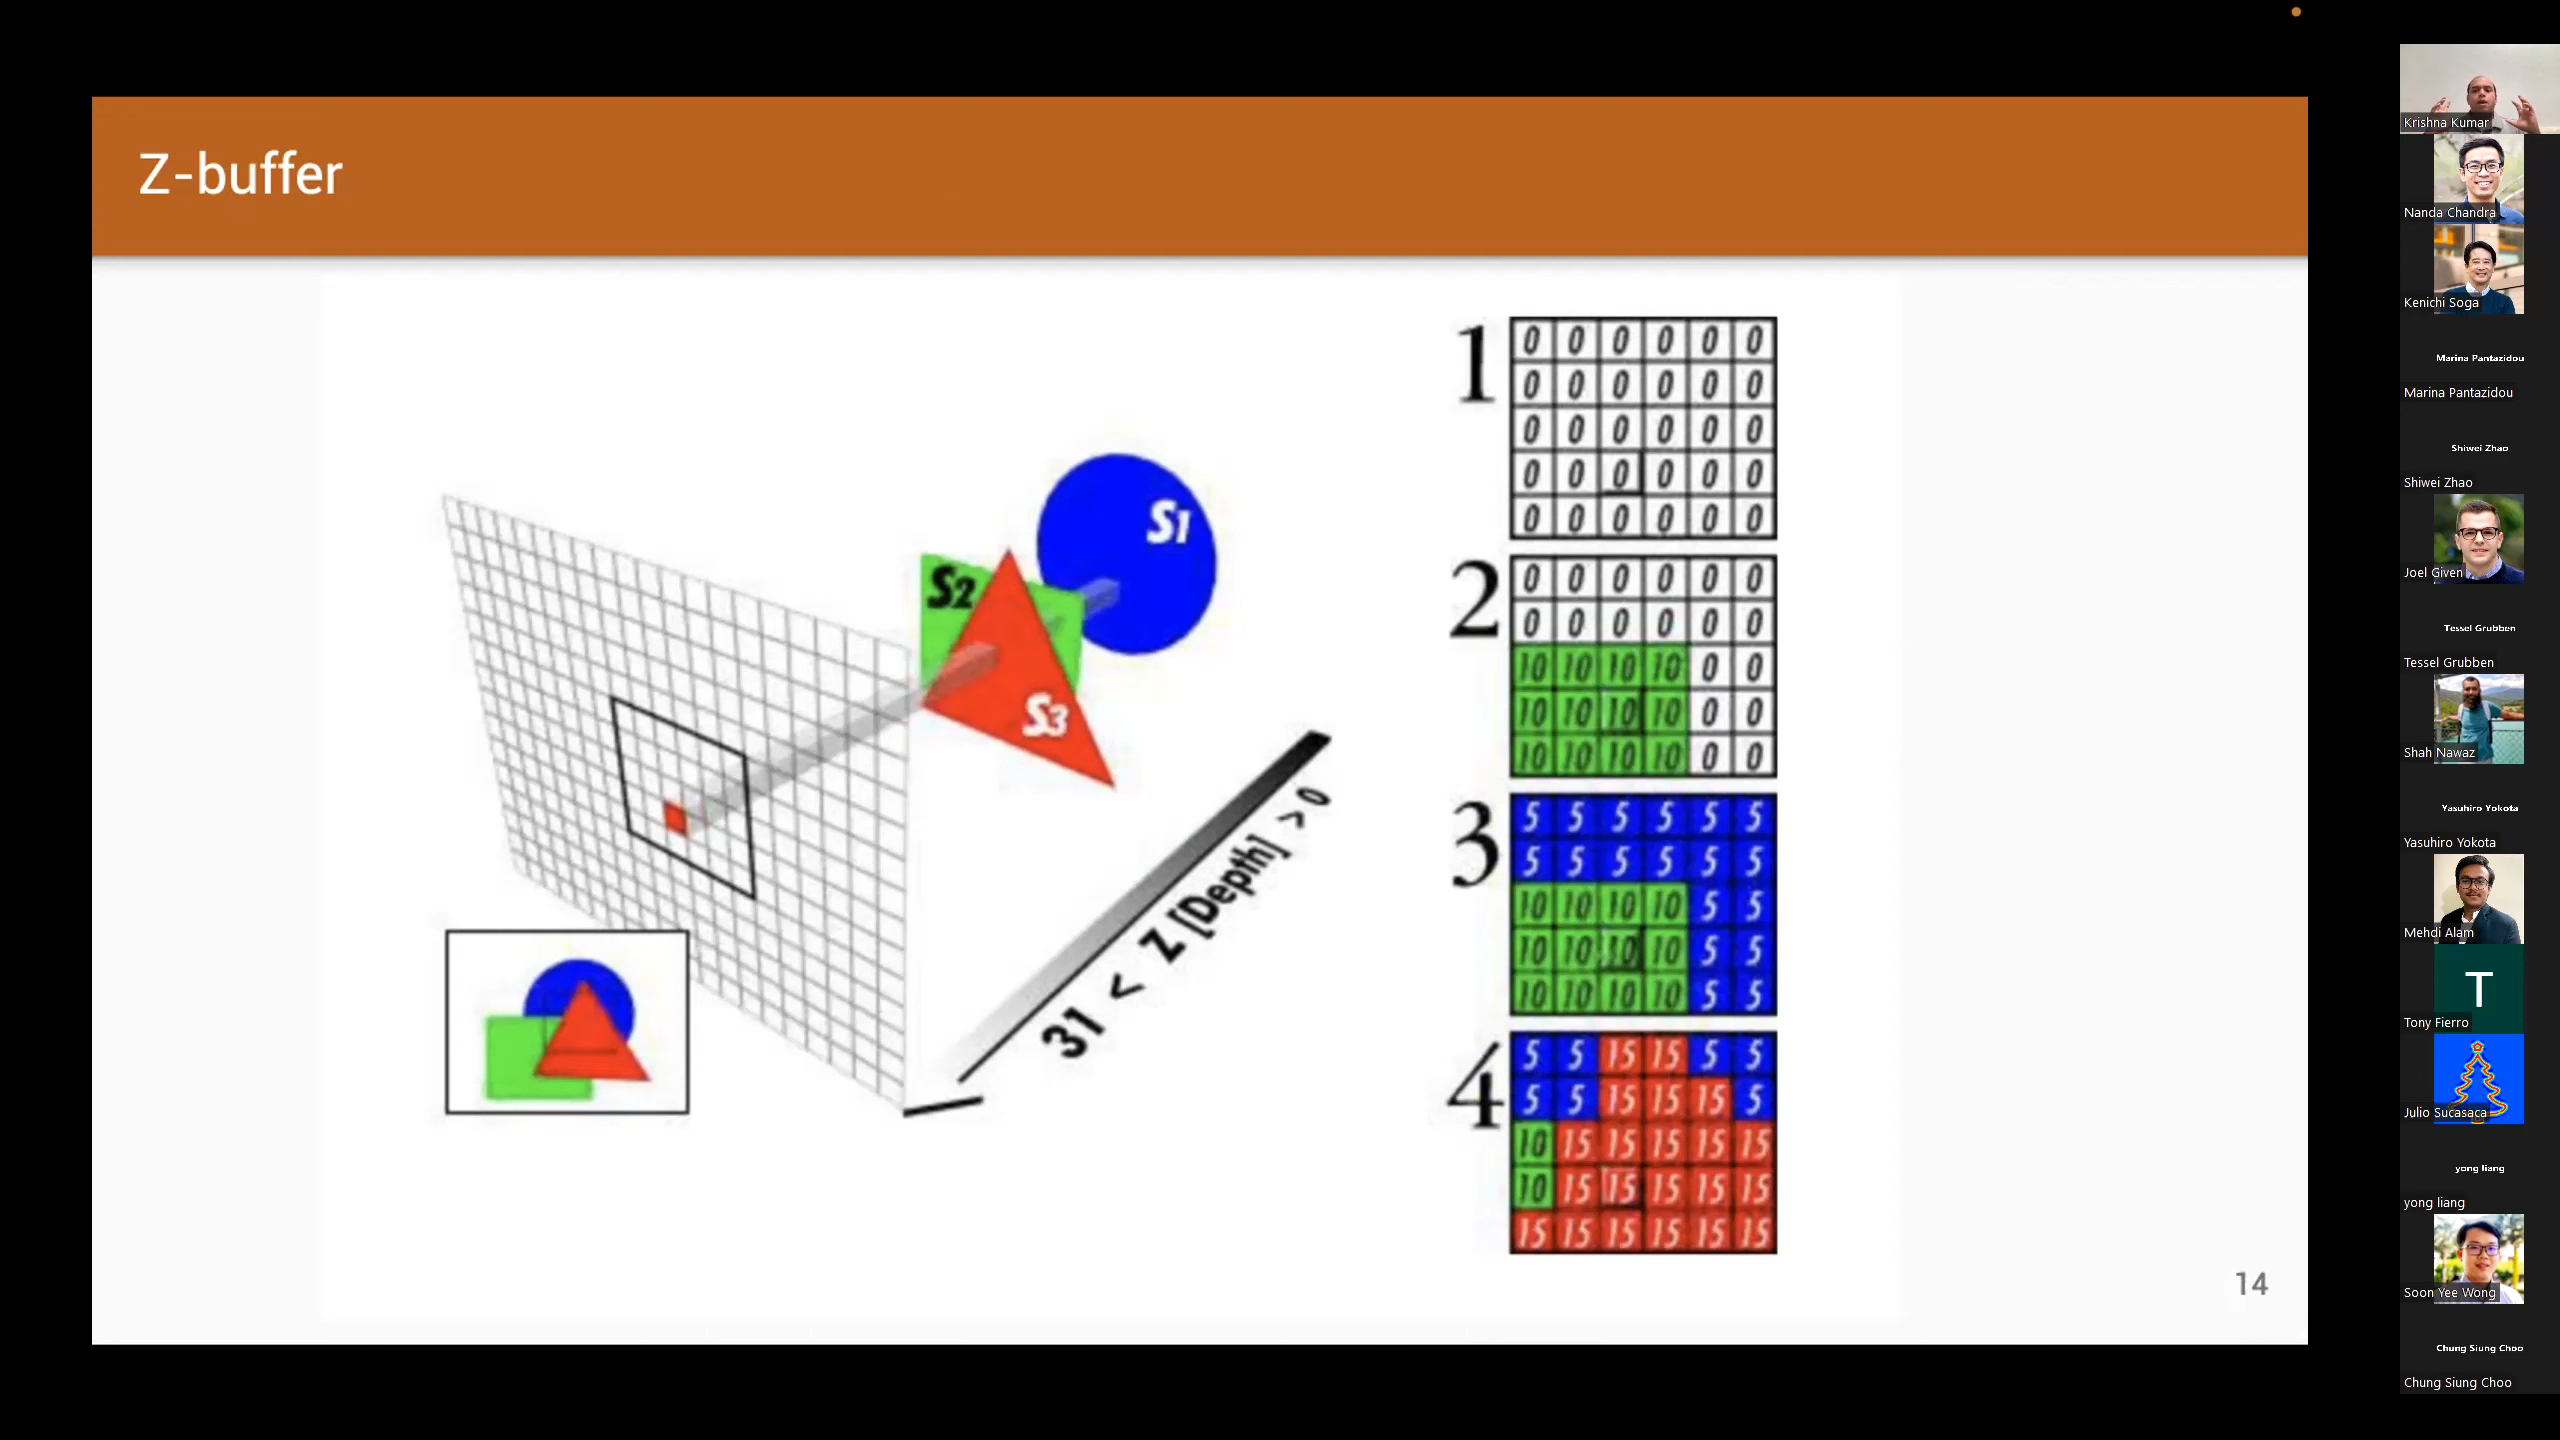 Z-buffer
S1
S2
S3
31 < Z [Depth] > 0
1
0 0 0 0 0 0
0 0 0 0 0 0
0 0 0 0 0 0
0 0 0 0 0 0
0 0 0 0 0 0
2
0 0 0 0 0 0
0 0 0 0 0 0
10 10 10 10 0 0
10 10 10 10 0 0
10 10 10 10 0 0
3
5 5 5 5 5 5
5 5 5 5 5 5
10 10 10 10 5 5
10 10 10 10 5 5
10 10 10 10 5 5
4
5 5 15 15 5 5
5 5 15 15 15 5
10 15 15 15 15 15
10 15 15 15 15 15
15 15 15 15 15 15
14
Krishna Kumar
Nanda Chandra
Kenichi Soga
Marina Pantazidou
Marina Pantazidou
Shiwei Zhao
Shiwei Zhao
Joel Given
Tessel Grubben
Tessel Grubben
Shah Nawaz
Yasuhiro Yokota
Yasuhiro Yokota
Mehdi Alam
T
Tony Fierro
Julio Sucasaca
yong liang
yong liang
Soon Yee Wong
Chung Siung Choo
Chung Siung Choo